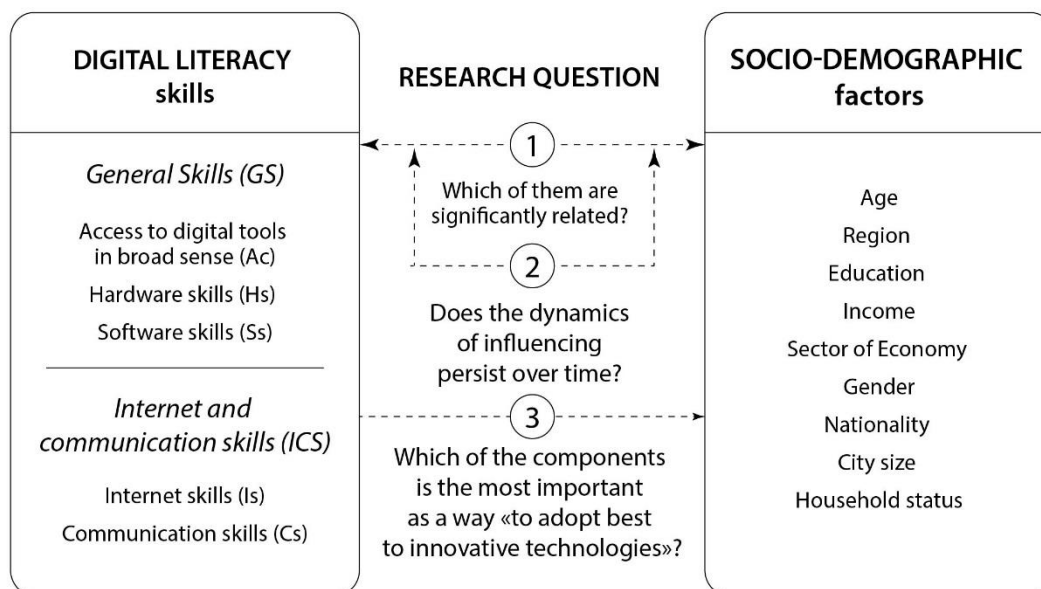 DIGITAL LITERACY
skills
General Skills (GS)
Access to digital tools
in broad sense (Ac)
Hardware skills (Hs)
Software skills (Ss)
Internet and
communication skills (ICS)
Internet skills (Is)
Communication skills (Cs)
RESEARCH QUESTION
1
Which of them are
significantly related?
2
Does the dynamics
of influencing
persist over time?
3
Which of the components
is the most important
as a way «to adopt best
to innovative technologies»?
SOCIO-DEMOGRAPHIC
factors
Age
Region
Education
Income
Sector of Economy
Gender
Nationality
City size
Household status